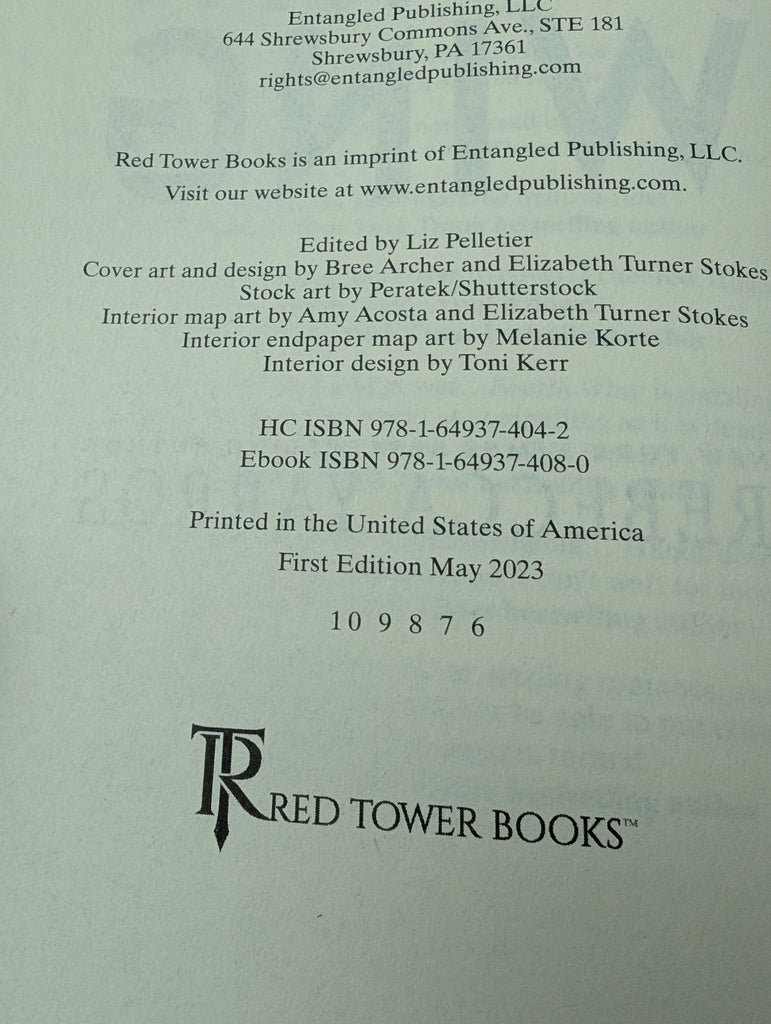 Entangled Publishing, LLC
644 Shrewsbury Commons Ave., STE 181
Shrewsbury, PA 17361
rights@entangledpublishing.com
Red Tower Books is an imprint of Entangled Publishing, LLC.
Visit our website at www.entangledpublishing.com.
Edited by Liz Pelletier
Cover art and design by Bree Archer and Elizabeth Turner Stokes
Stock art by Peratek/Shutterstock
Interior map art by Amy Acosta and Elizabeth Turner Stokes
Interior endpaper map art by Melanie Korte
Interior design by Toni Kerr
HC ISBN 978-1-64937-404-2
Ebook ISBN 978-1-64937-408-0
Printed in the United States of America
First Edition May 2023
10 9 8 7 6
TR RED TOWER BOOKS™